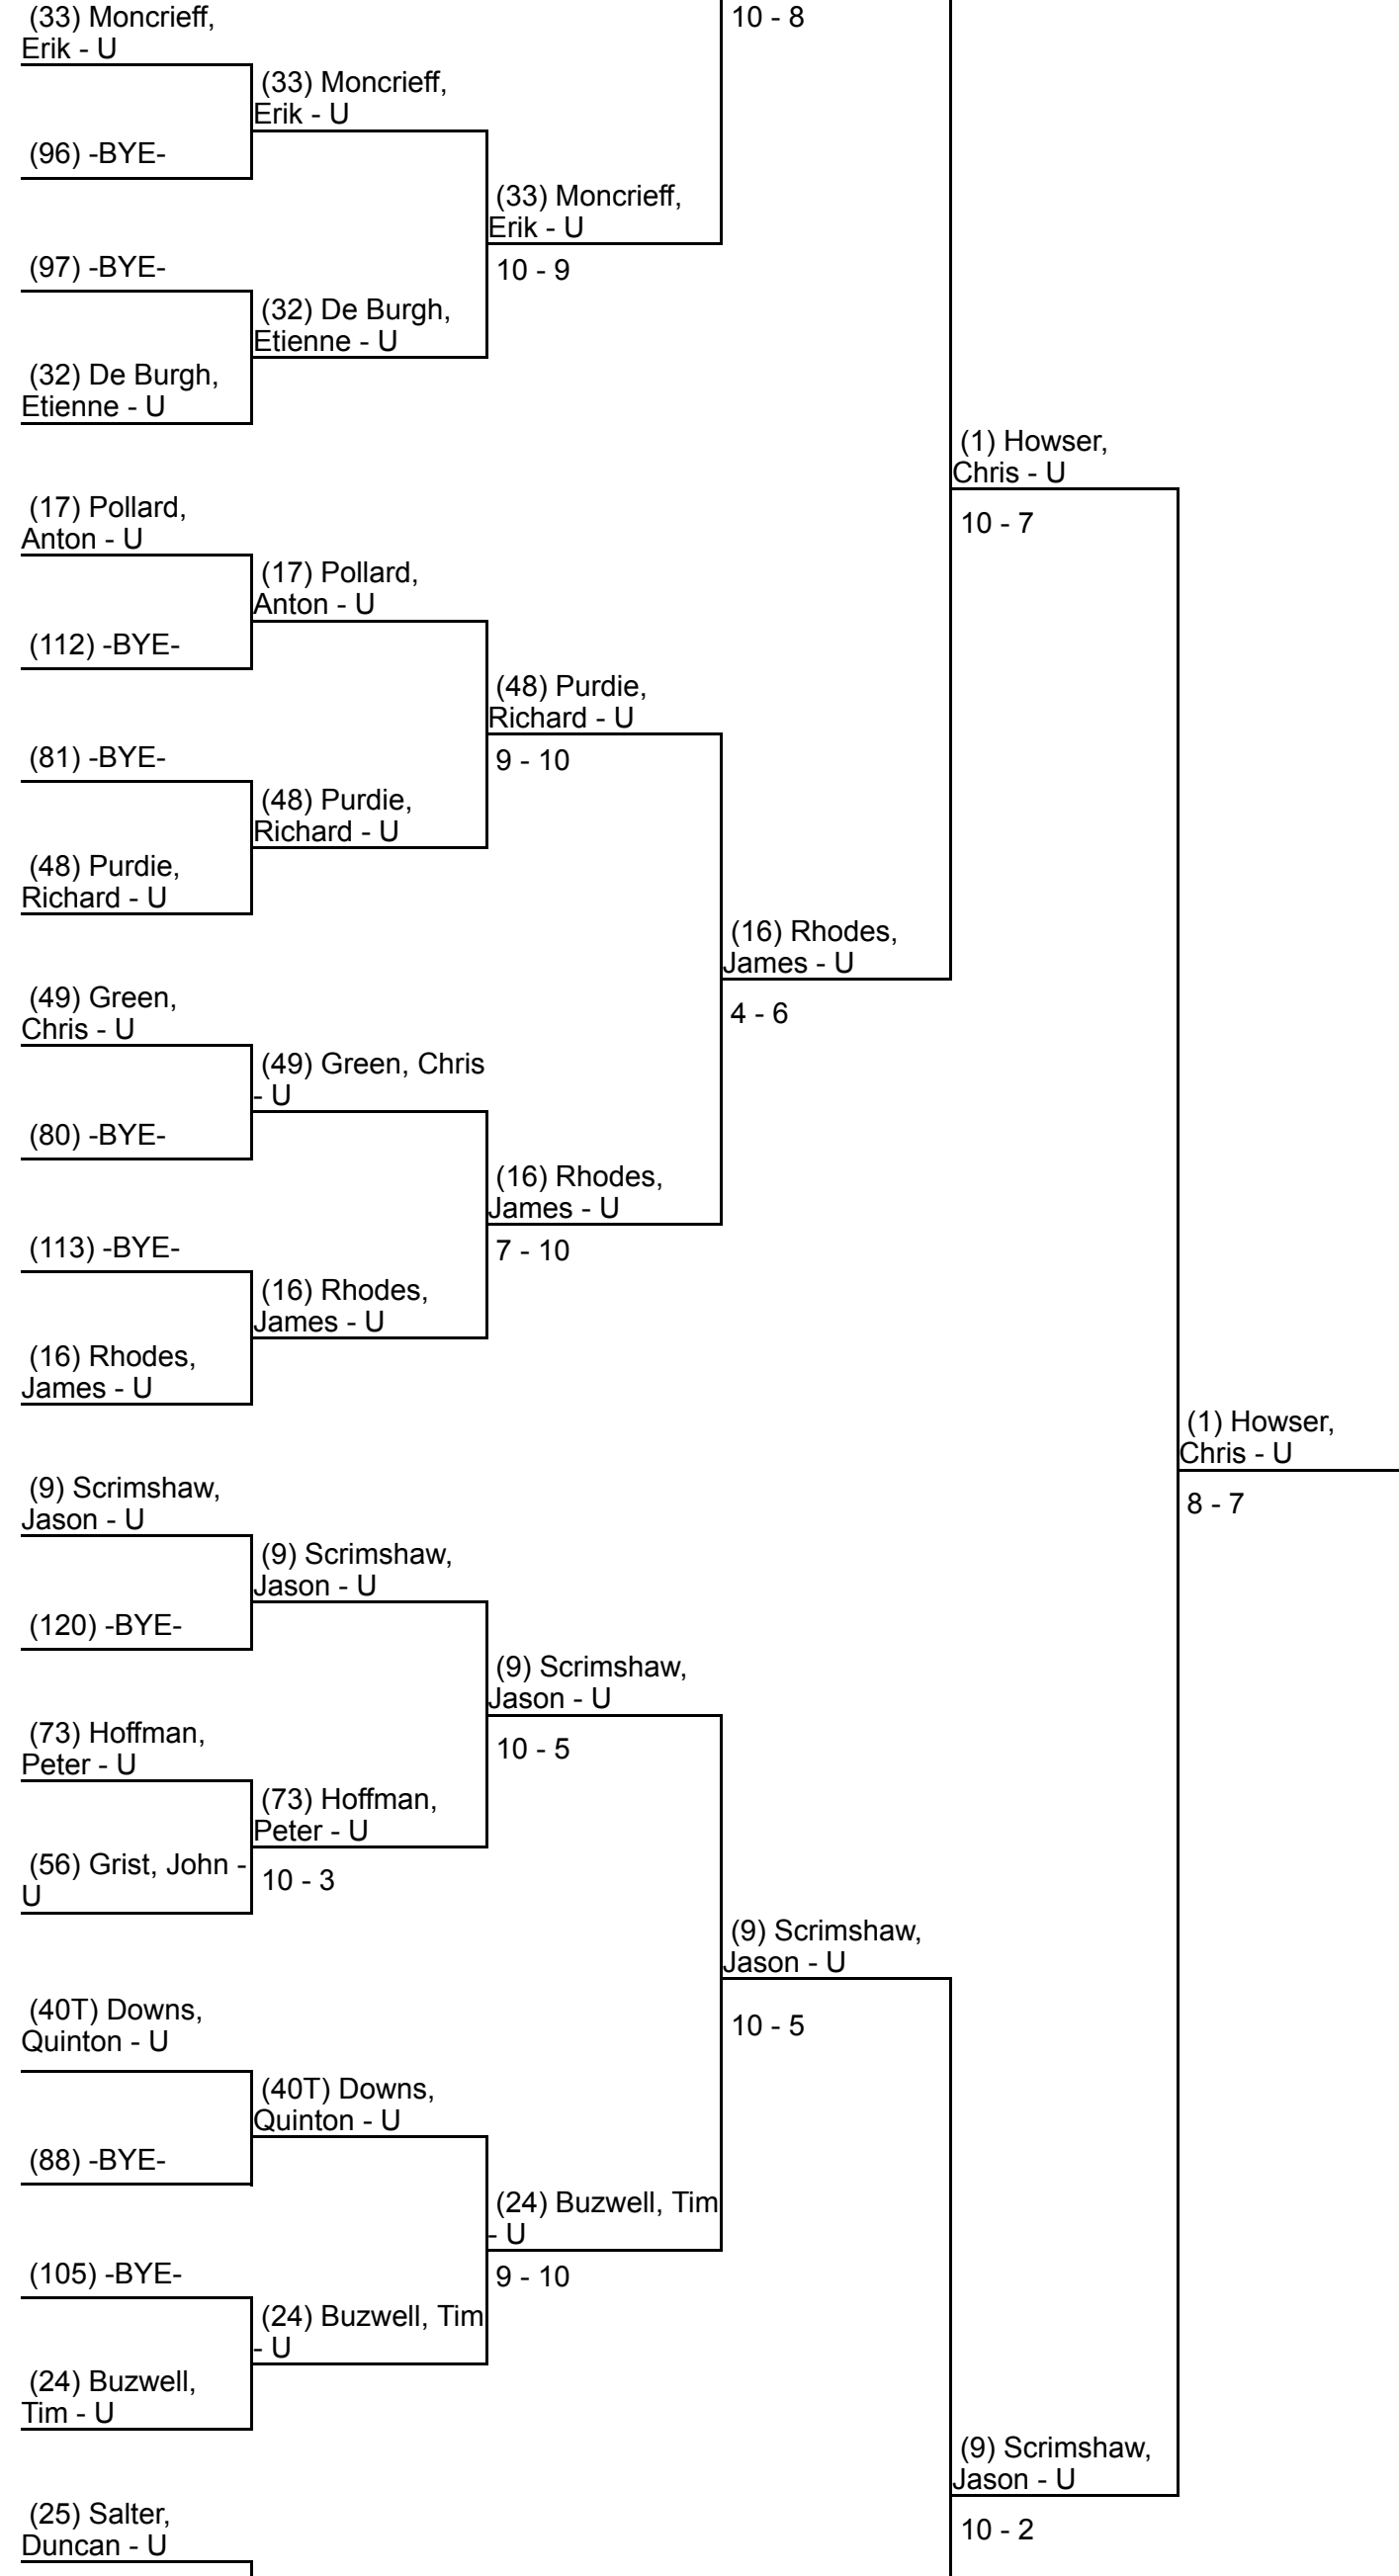 (33) Moncrieff,
Erik - U
(96) -BYE-
(97) -BYE-
(32) De Burgh,
Etienne - U
(17) Pollard,
Anton - U
(112) -BYE-
(81) -BYE-
(48) Purdie,
Richard - U
(49) Green,
Chris - U
(80) -BYE-
(113) -BYE-
(16) Rhodes,
James - U
(9) Scrimshaw,
Jason - U
(120) -BYE-
(73) Hoffman,
Peter - U
(56) Grist, John -
U
(40T) Downs,
Quinton - U
(88) -BYE-
(105) -BYE-
(24) Buzwell,
Tim - U
(25) Salter,
Duncan - U
(33) Moncrieff,
Erik - U
(32) De Burgh,
Etienne - U
(17) Pollard,
Anton - U
(48) Purdie,
Richard - U
(49) Green, Chris
- U
(16) Rhodes,
James - U
(9) Scrimshaw,
Jason - U
(73) Hoffman,
Peter - U
10 - 3
(40T) Downs,
Quinton - U
(24) Buzwell, Tim
- U
(33) Moncrieff,
Erik - U
10 - 9
(48) Purdie,
Richard - U
9 - 10
(16) Rhodes,
James - U
7 - 10
(9) Scrimshaw,
Jason - U
10 - 5
(24) Buzwell, Tim
- U
9 - 10
10 - 8
(16) Rhodes,
James - U
4 - 6
(9) Scrimshaw,
Jason - U
10 - 5
(1) Howser,
Chris - U
10 - 7
(9) Scrimshaw,
Jason - U
10 - 2
(1) Howser,
Chris - U
8 - 7